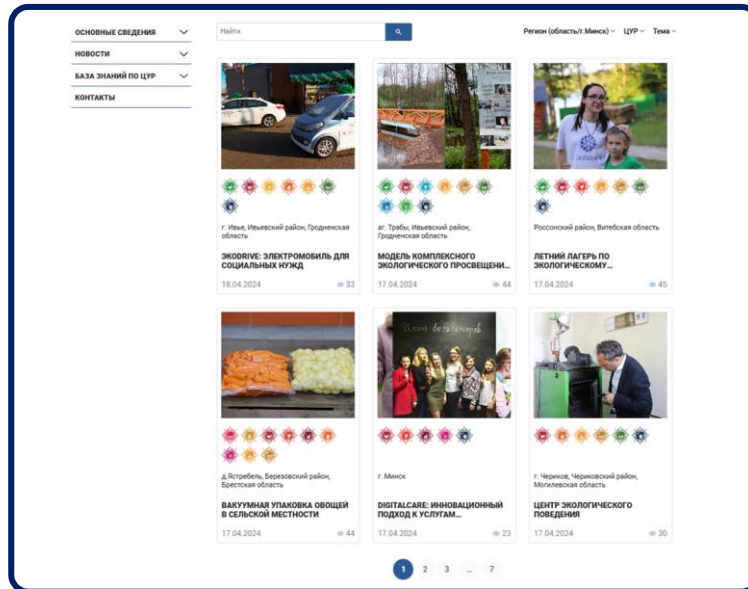 ОСНОВНЫЕ СВЕДЕНИЯ
НОВОСТИ
БАЗА ЗНАНИЙ ПО ЦУР
КОНТАКТЫ
Найти
Регион (область/г.Минск)
ЦУР
Тема
г. Ивье, Ивьевский район, Гродненская
область
ЭКОDRIVE: ЭЛЕКТРОМОБИЛЬ ДЛЯ
СОЦИАЛЬНЫХ НУЖД
18.04.2024
33
аг. Трабы, Ивьевский район,
Гродненская область
МОДЕЛЬ КОМПЛЕКСНОГО
ЭКОЛОГИЧЕСКОГО ПРОСВЕЩЕНИ...
17.04.2024
44
Россонский район, Витебская область
ЛЕТНИЙ ЛАГЕРЬ ПО
ЭКОЛОГИЧЕСКОМУ...
17.04.2024
45
д.Ястребель, Березовский район,
Брестская область
ВАКУУМНАЯ УПАКОВКА ОВОЩЕЙ
В СЕЛЬСКОЙ МЕСТНОСТИ
17.04.2024
44
г. Минск
DIGITALCARE: ИННОВАЦИОННЫЙ
ПОДХОД К УСЛУГАМ...
17.04.2024
23
г. Чериков, Чериковский район,
Могилевская область
ЦЕНТР ЭКОЛОГИЧЕСКОГО
ПОВЕДЕНИЯ
17.04.2024
30
1 2 3 ... 7